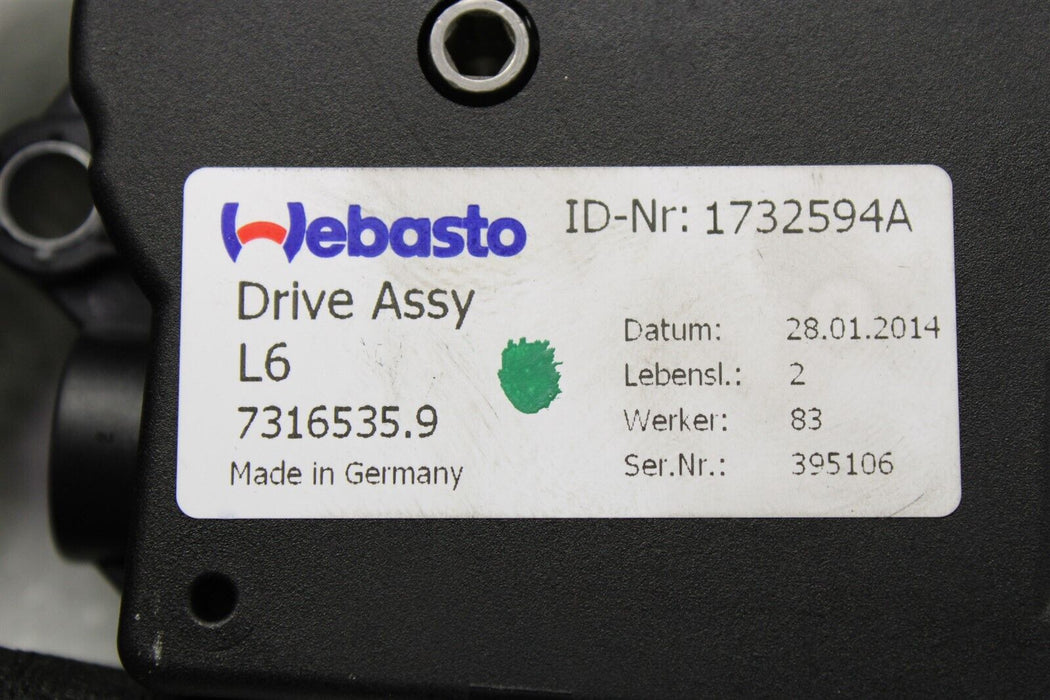 Webasto
ID-Nr: 1732594A
Drive Assy
L6
7316535.9
Made in Germany
Datum: 28.01.2014
Lebensl.: 2
Werker: 83
Ser.Nr.: 395106